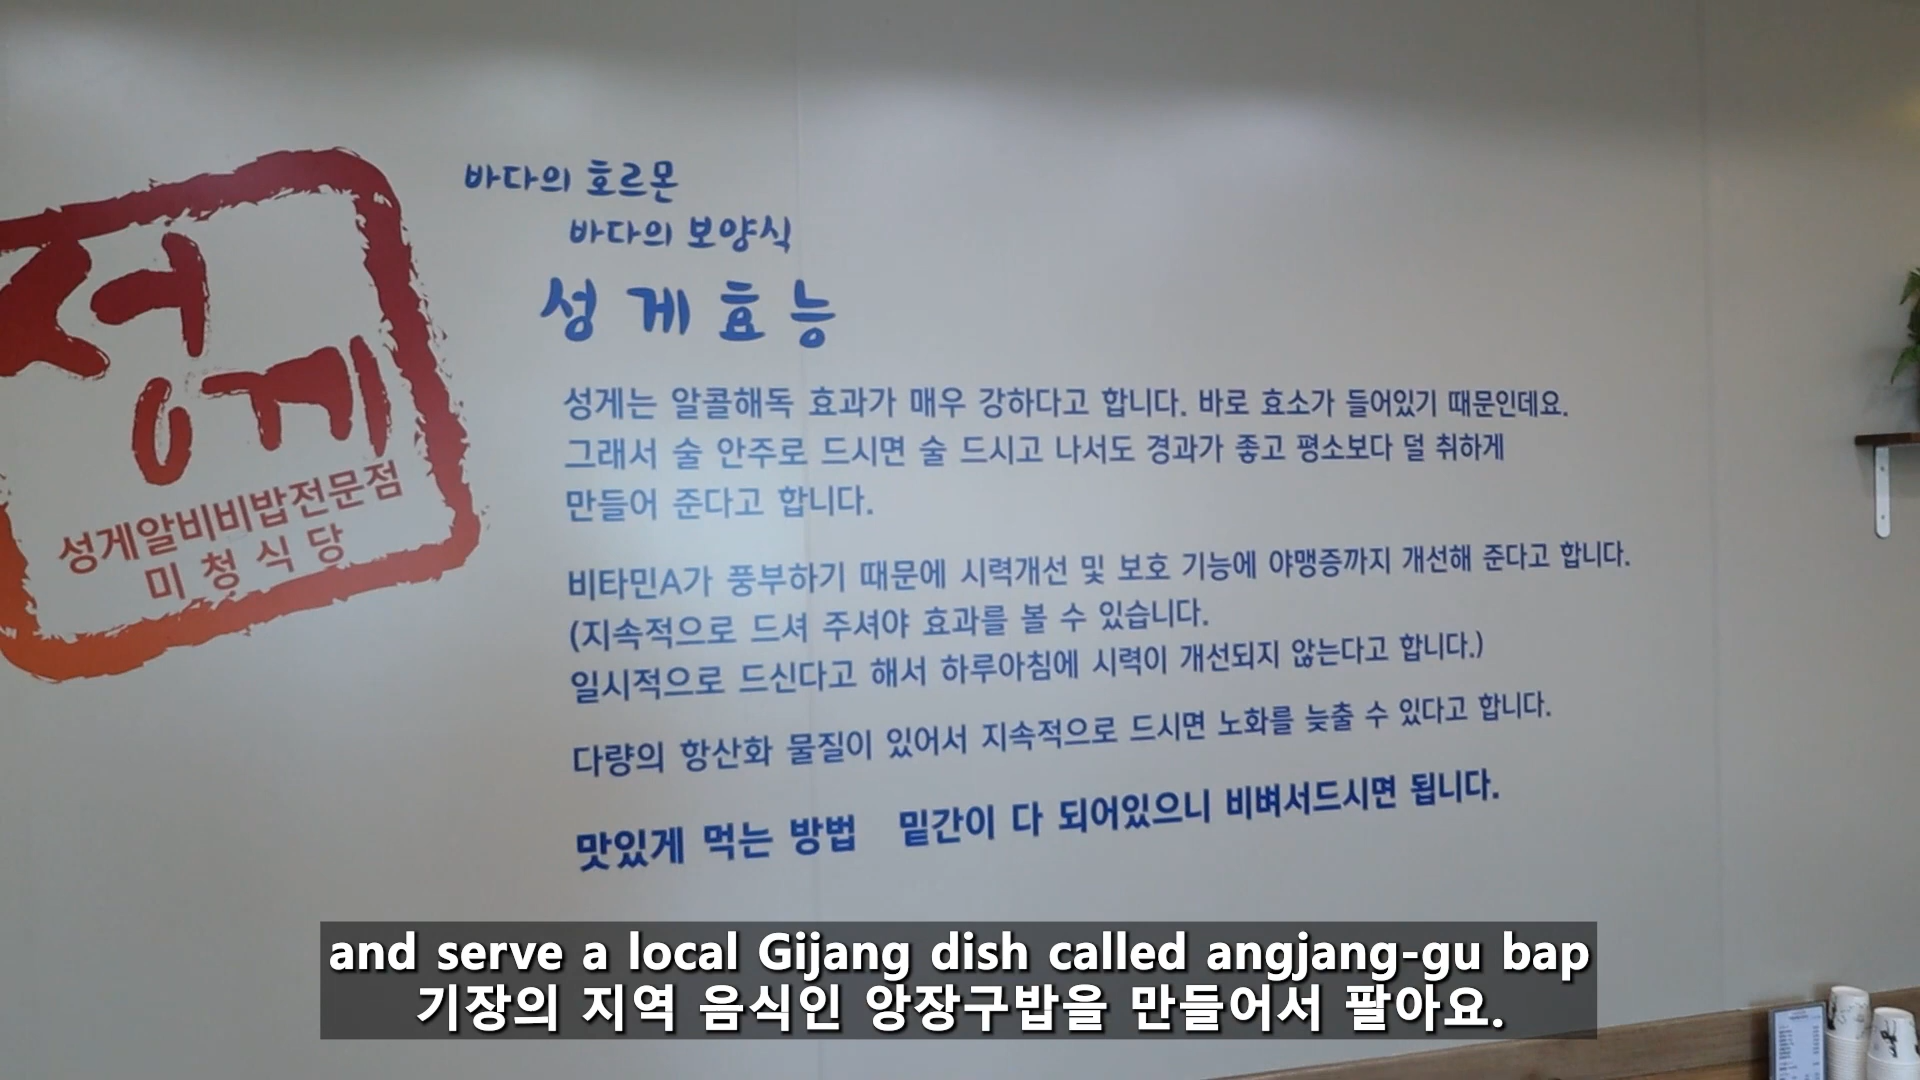 성게
성게알비비밥전문점
미청식당
바다의 호르몬
바다의 보양식
성게효능
성게는 알콜해독 효과가 매우 강하다고 합니다. 바로 효소가 들어있기 때문인데요.
그래서 술 안주로 드시면 술 드시고 나서도 경과가 좋고 평소보다 덜 취하게
만들어 준다고 합니다.
비타민A가 풍부하기 때문에 시력개선 및 보호 기능에 야맹증까지 개선해 준다고 합니다.
(지속적으로 드셔 주셔야 효과를 볼 수 있습니다.
일시적으로 드신다고 해서 하루아침에 시력이 개선되지 않는다고 합니다.)
다량의 항산화 물질이 있어서 지속적으로 드시면 노화를 늦출 수 있다고 합니다.
맛있게 먹는 방법 밑간이 다 되어있으니 비벼서드시면 됩니다.
and serve a local Gijang dish called angjang-gu bap
기장의 지역 음식인 앙장구밥을 만들어서 팔아요.